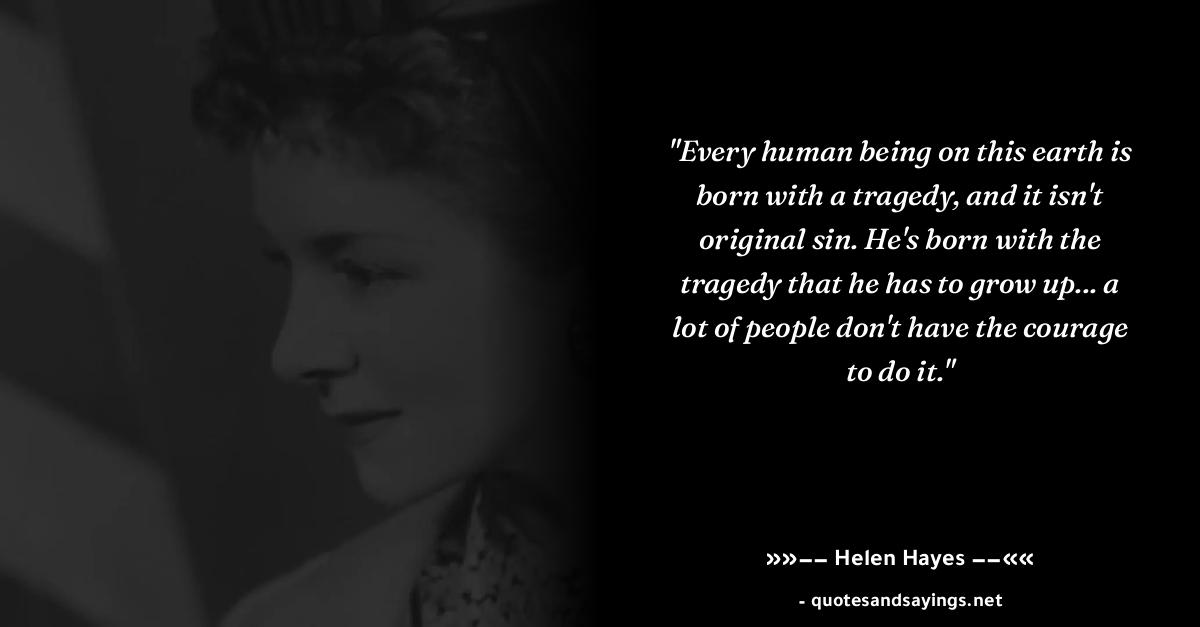 "Every human being on this earth is
born with a tragedy, and it isn't
original sin. He's born with the
tragedy that he has to grow up... a
lot of people don't have the courage
to do it."
»»−− Helen Hayes −−««
- quotesandsayings.net